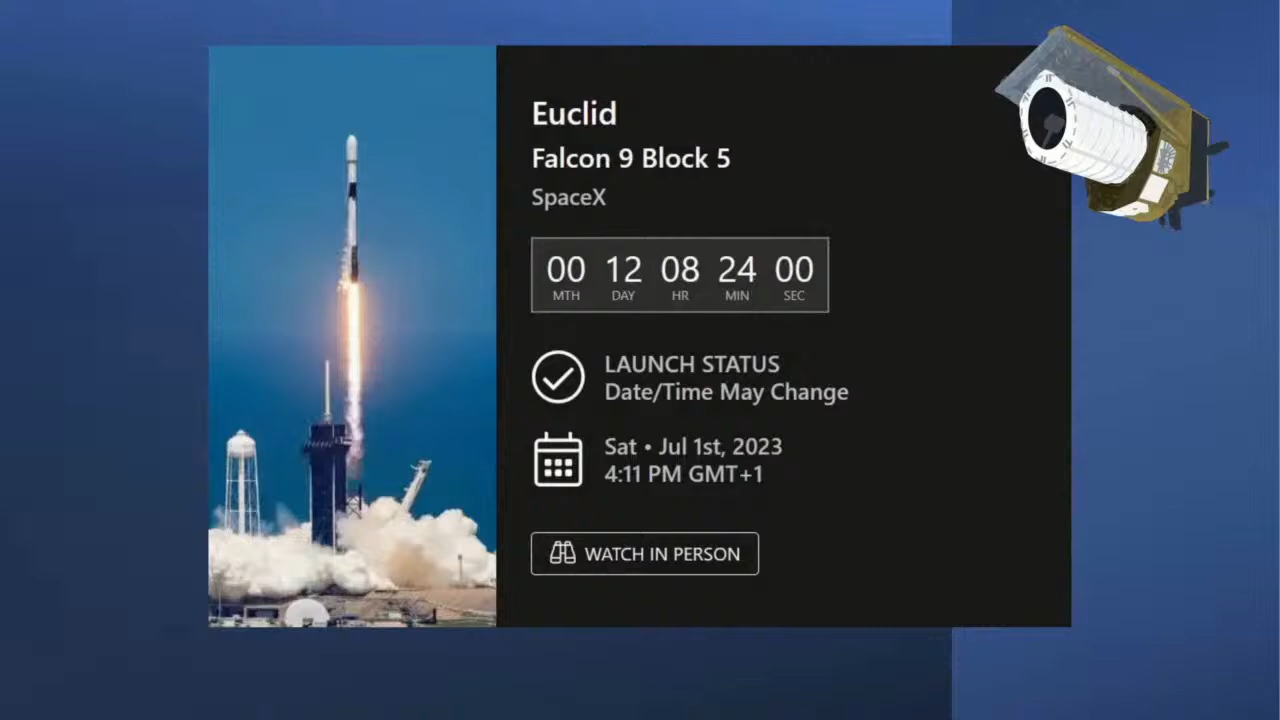 Euclid
Falcon 9 Block 5
SpaceX
00 12 08 24 00
MTH DAY HR MIN SEC
LAUNCH STATUS
Date/Time May Change
Sat • Jul 1st, 2023
4:11 PM GMT+1
WATCH IN PERSON